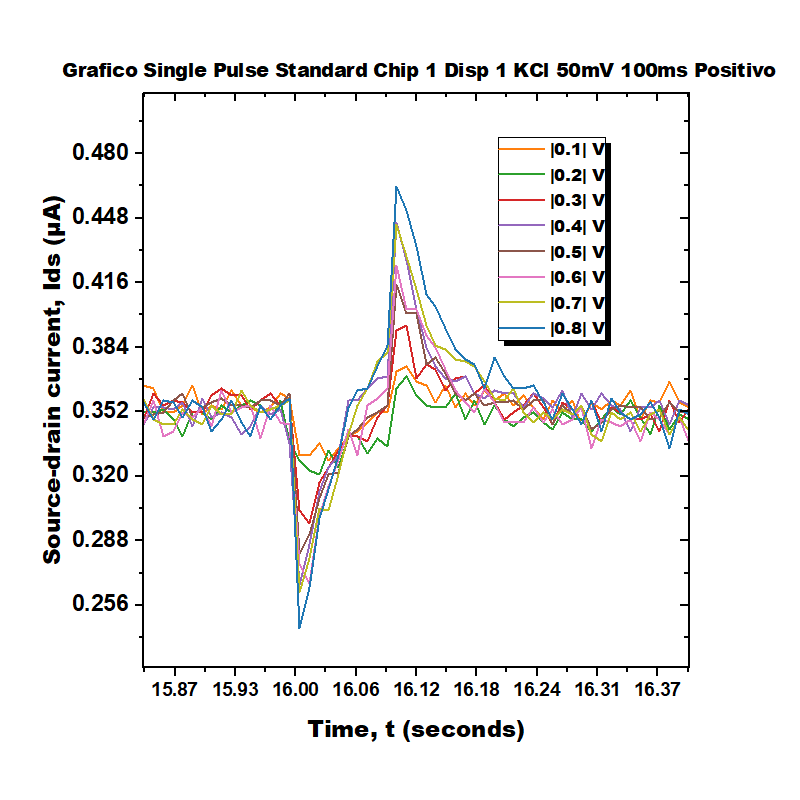 Grafico Single Pulse Standard Chip 1 Disp 1 KCl 50mV 100ms Positivo
Source-drain current, Ids (µA)
0.480
0.448
0.416
0.384
0.352
0.320
0.288
0.256
|0.1| V
|0.2| V
|0.3| V
|0.4| V
|0.5| V
|0.6| V
|0.7| V
|0.8| V
15.87 15.93 16.00 16.06 16.12 16.18 16.24 16.31 16.37
Time, t (seconds)